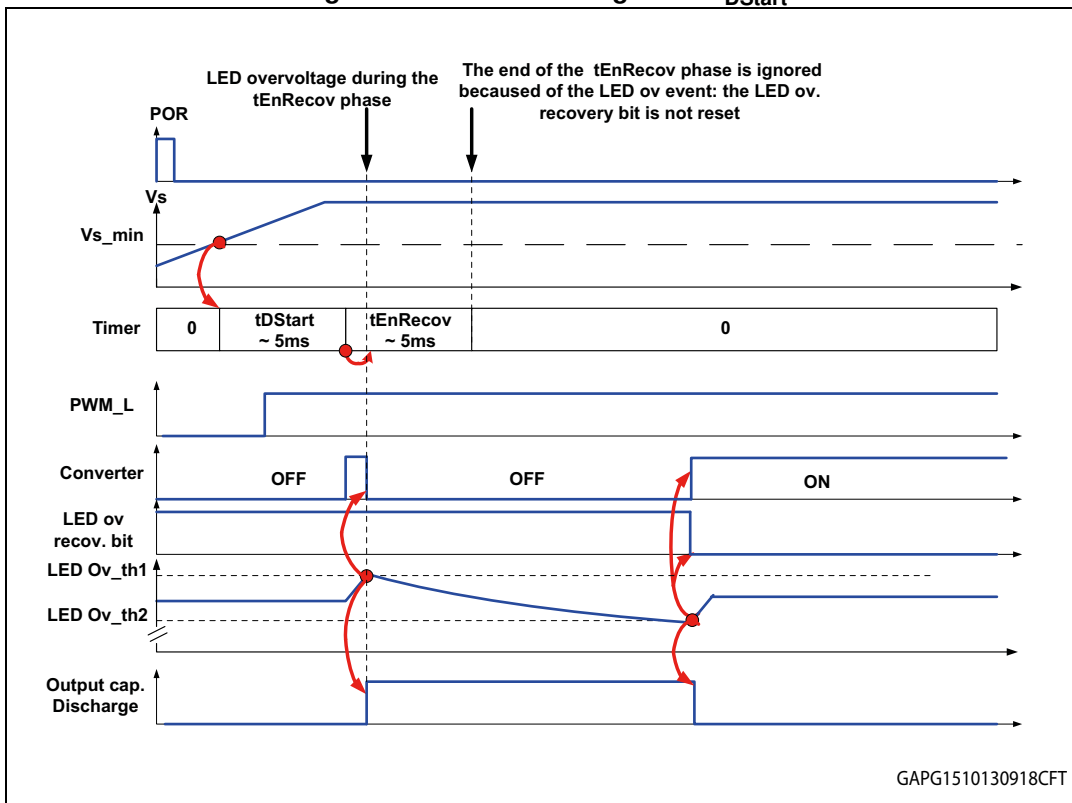 DStart
LED overvoltage during the
tEnRecov phase
The end of the tEnRecov phase is ignored
becaused of the LED ov event: the LED ov.
recovery bit is not reset
POR
Vs
Vs_min
Timer
0
tDStart
~ 5ms
tEnRecov
~ 5ms
0
PWM_L
Converter
OFF
OFF
ON
LED ov
recov. bit
LED Ov_th1
LED Ov_th2
Output cap.
Discharge
GAPG1510130918CFT